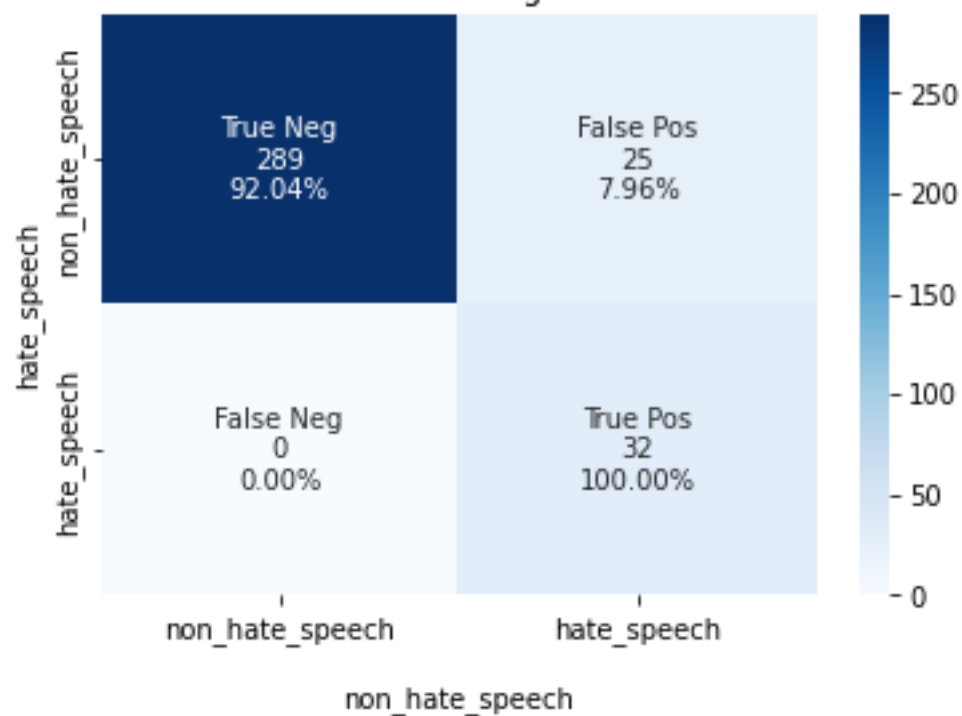 True Neg
289
92.04%
False Pos
25
7.96%
False Neg
0
0.00%
True Pos
32
100.00%
hate_speech
non_hate_speech
hate_speech
non_hate_speech
hate_speech
non_hate_speech
250
200
150
100
50
0